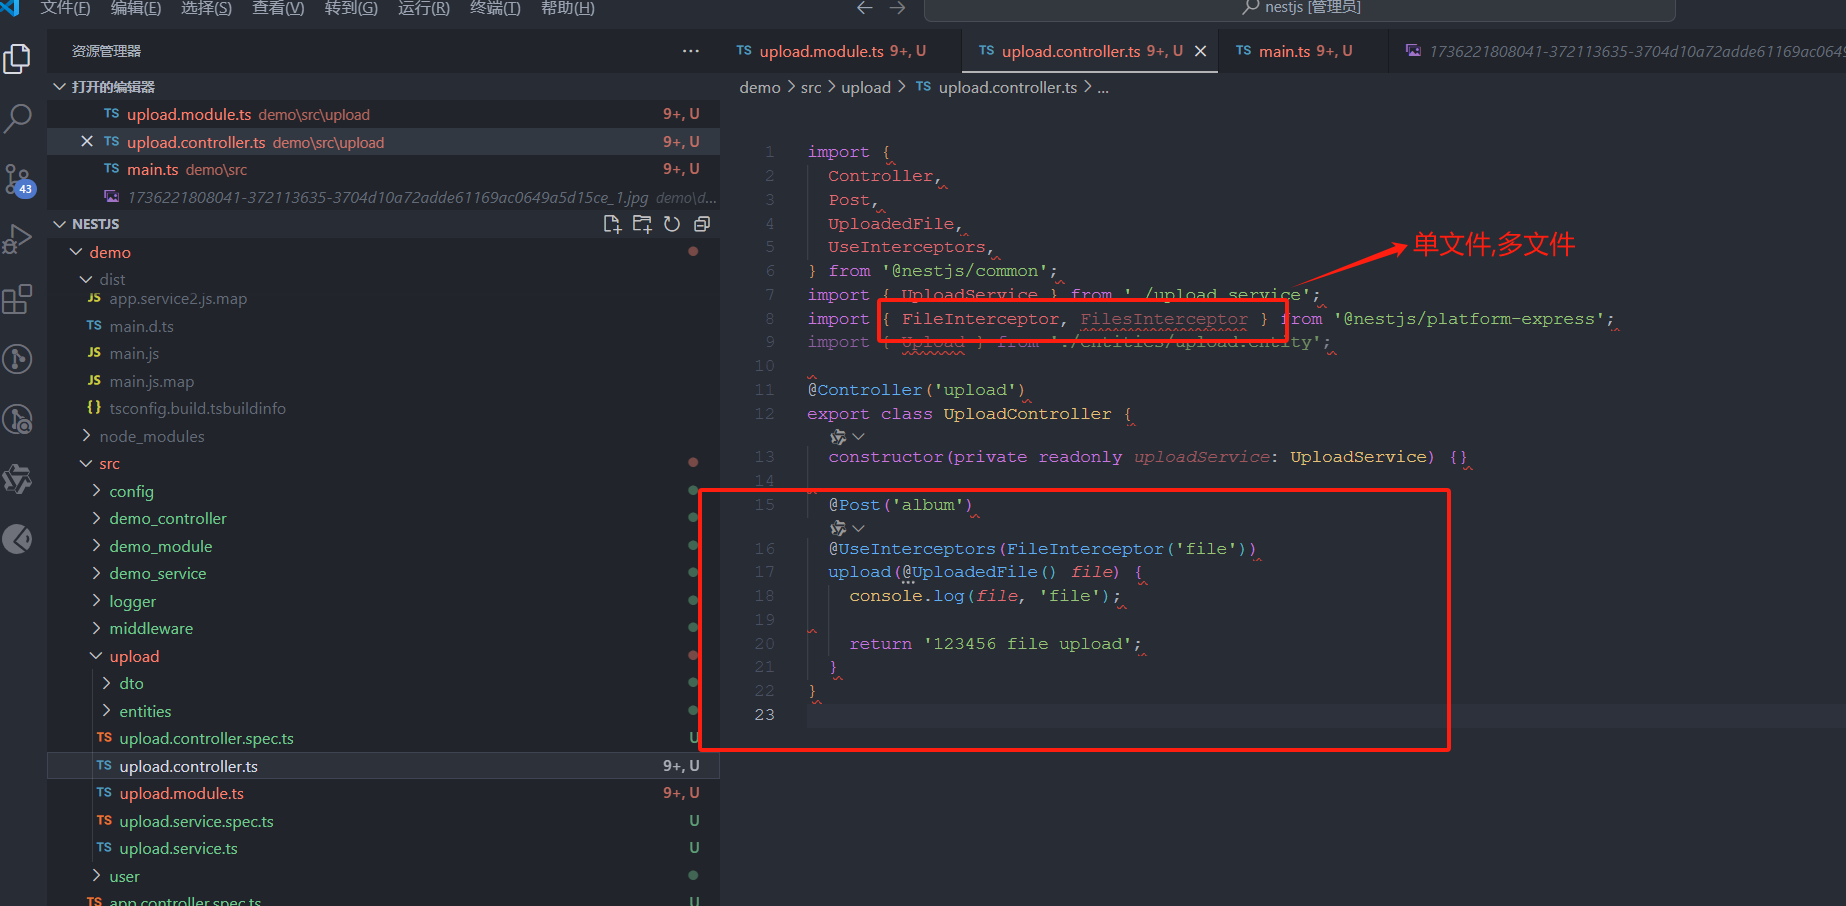 文件(F) 编辑(E) 选择(S) 查看(V) 转到(G) 运行(R) 终端(T) 帮助(H) nestjs [管理员]
资源管理器 ...
TS upload.module.ts 9+, U TS upload.controller.ts 9+, U TS main.ts 9+, U 1736221808041-372113635-3704d10a72adde61169ac0649
demo > src > upload > TS upload.controller.ts > ...
打开的编辑器
TS upload.module.ts demo\src\upload 9+, U
TS upload.controller.ts demo\src\upload 9+, U
TS main.ts demo\src 9+, U
1736221808041-372113635-3704d10a72adde61169ac0649a5d15ce_1.jpg demo\d...
43
NESTJS
demo
dist
JS app.service2.js.map
TS main.d.ts
JS main.js
JS main.js.map
{} tsconfig.build.tsbuildinfo
node_modules
src
config
demo_controller
demo_module
demo_service
logger
middleware
upload
dto
entities
TS upload.controller.spec.ts U
TS upload.controller.ts 9+, U
TS upload.module.ts 9+, U
TS upload.service.spec.ts U
TS upload.service.ts U
user
TS app.controller.spec.ts U
1 import {
2 Controller,
3 Post,
4 UploadedFile,
5 UseInterceptors,
6 } from '@nestjs/common';
7 import { UploadService } from './upload.service';
8 import { FileInterceptor, FilesInterceptor } from '@nestjs/platform-express';
9 import { Upload } from './entities/upload.entity';
10
11 @Controller('upload')
12 export class UploadController {
13 constructor(private readonly uploadService: UploadService) {}
14
15 @Post('album')
16 @UseInterceptors(FileInterceptor('file'))
17 upload(@UploadedFile() file) {
18 console.log(file, 'file');
19
20 return '123456 file upload';
21 }
22 }
23
单文件,多文件